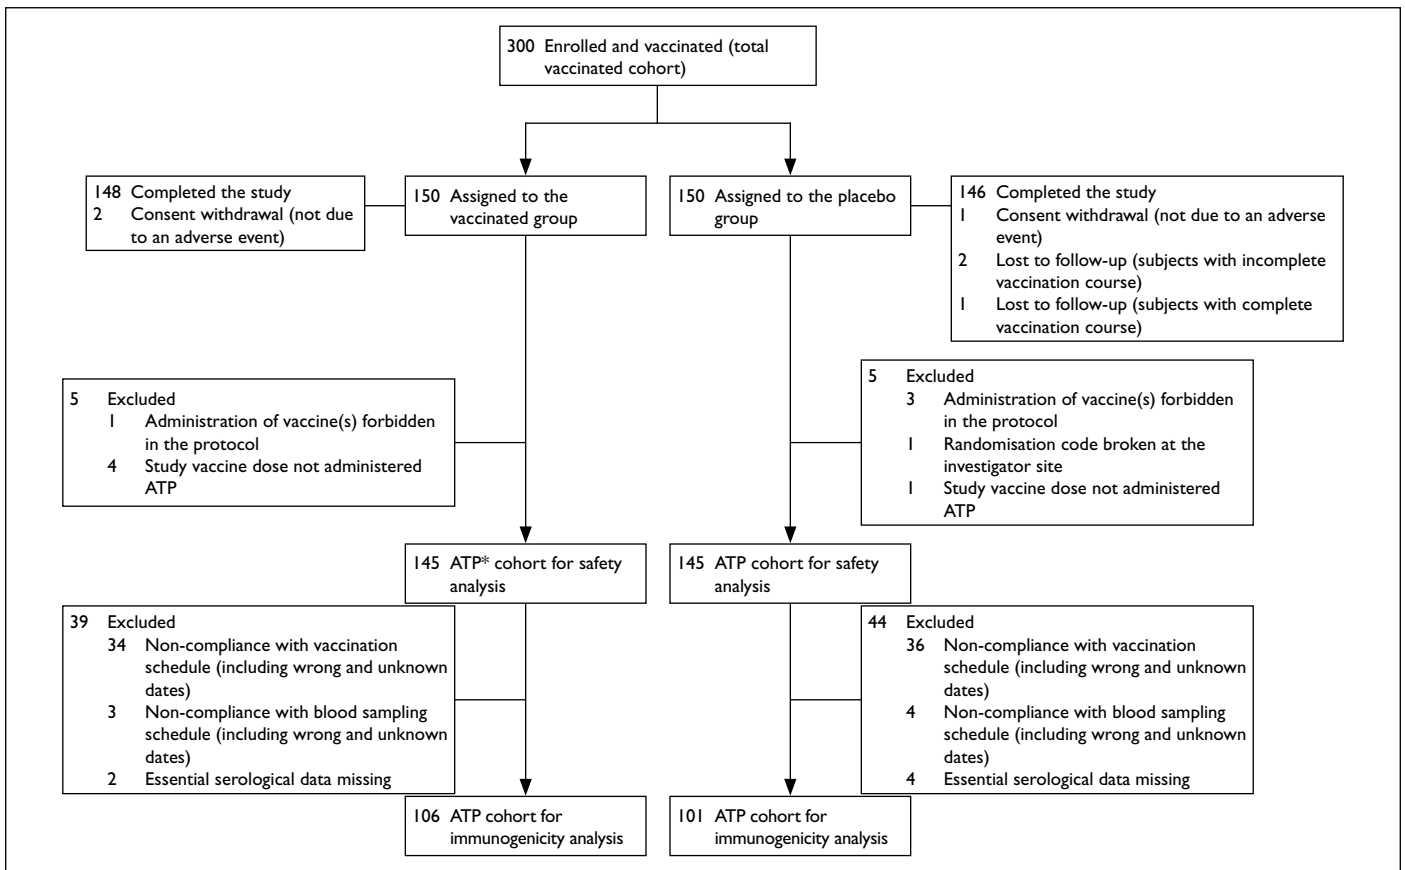 300 Enrolled and vaccinated (total
vaccinated cohort)
148 Completed the study
2 Consent withdrawal (not due
to an adverse event)
150 Assigned to the
vaccinated group
150 Assigned to the placebo
group
146 Completed the study
1 Consent withdrawal (not due to an adverse
event)
2 Lost to follow-up (subjects with incomplete
vaccination course)
1 Lost to follow-up (subjects with complete
vaccination course)
5 Excluded
1 Administration of vaccine(s) forbidden
in the protocol
4 Study vaccine dose not administered
ATP
5 Excluded
3 Administration of vaccine(s) forbidden
in the protocol
1 Randomisation code broken at the
investigator site
1 Study vaccine dose not administered
ATP
145 ATP* cohort for safety
analysis
145 ATP cohort for safety
analysis
39 Excluded
34 Non-compliance with vaccination
schedule (including wrong and unknown
dates)
3 Non-compliance with blood sampling
schedule (including wrong and unknown
dates)
2 Essential serological data missing
44 Excluded
36 Non-compliance with vaccination
schedule (including wrong and unknown
dates)
4 Non-compliance with blood sampling
schedule (including wrong and unknown
dates)
4 Essential serological data missing
106 ATP cohort for
immunogenicity analysis
101 ATP cohort for
immunogenicity analysis